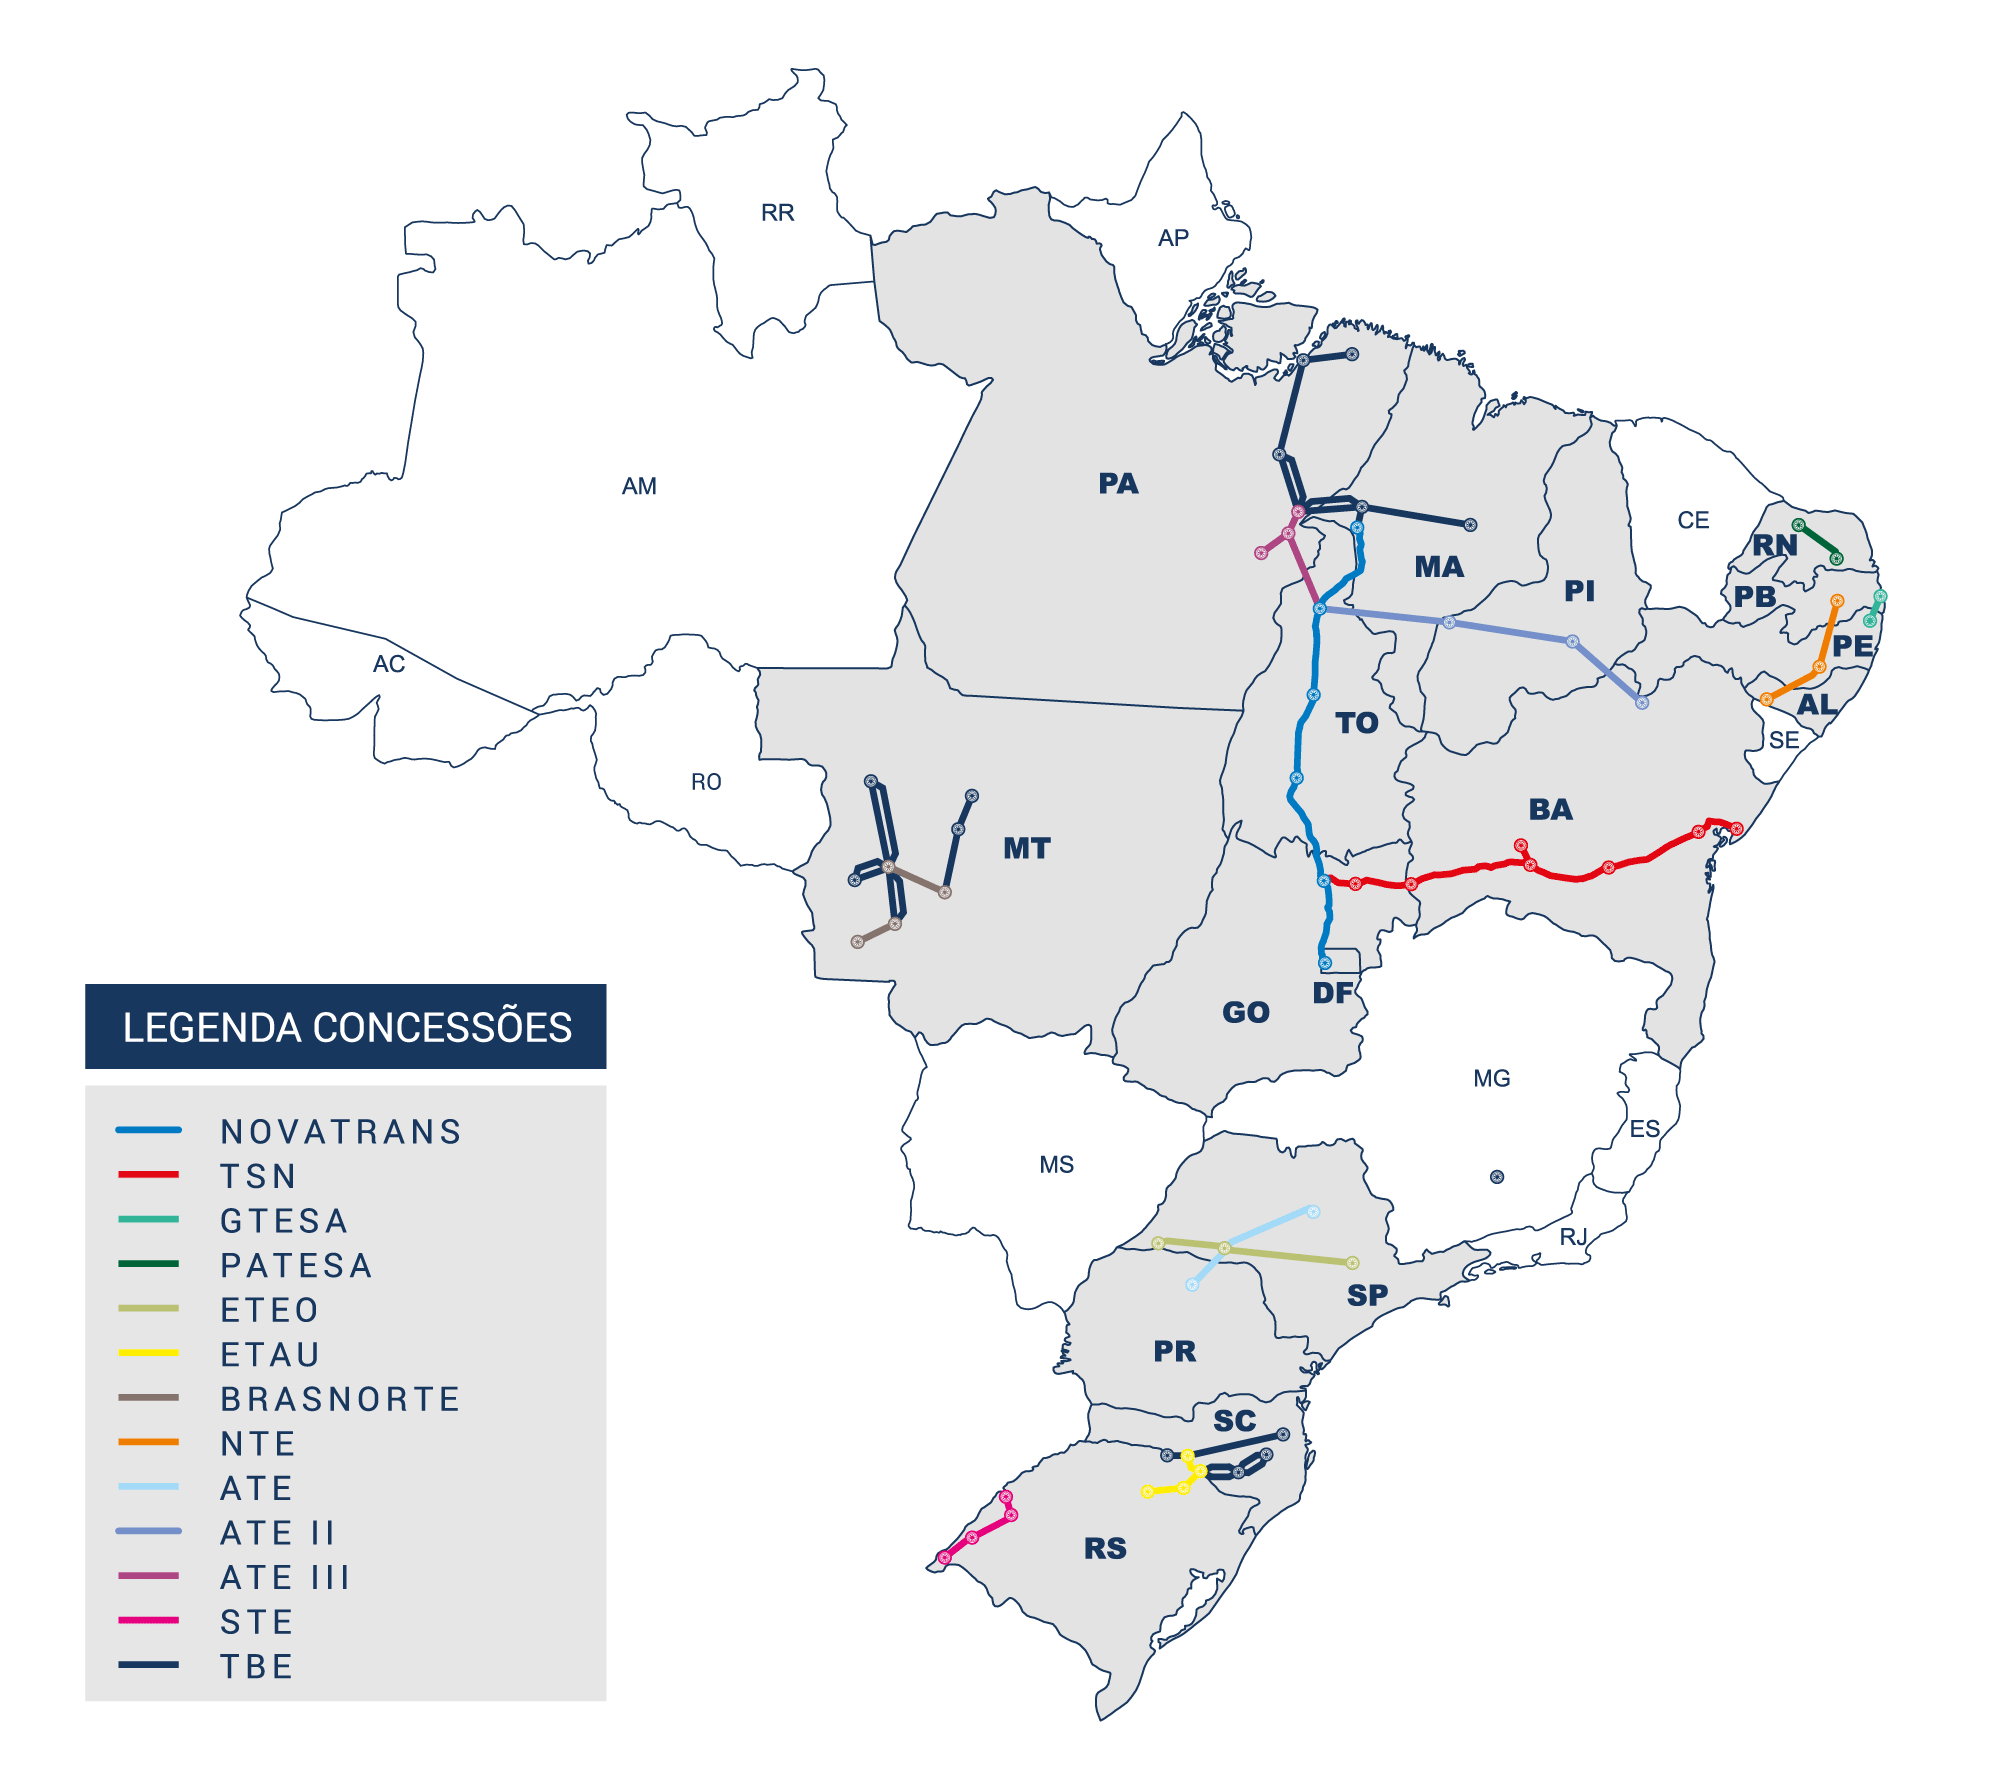 RR
AP
AM
PA
CE
RN
MA
PI
PB
PE
AC
AL
TO
SE
RO
BA
MT
DF
GO
MG
ES
MS
RJ
SP
PR
SC
RS
LEGENDA CONCESSÕES
NOVATRANS
TSN
GTESA
PATESA
ETEO
ETAU
BRASNORTE
NTE
ATE
ATE II
ATE III
STE
TBE